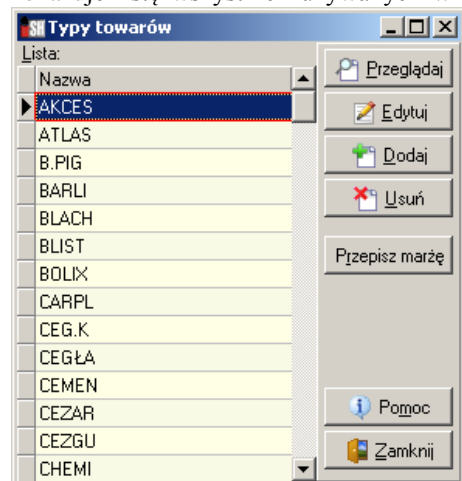 SH Typy towarów
Lista:
Nazwa
AKCES
ATLAS
B.PIG
BARLI
BLACH
BLIST
BOLIX
CARPL
CEG.K
CEGŁA
CEMEN
CEZAR
CEZGU
CHEMI
Przeglądaj
Edytuj
Dodaj
Usuń
Przepisz marżę
Pomoc
Zamknij